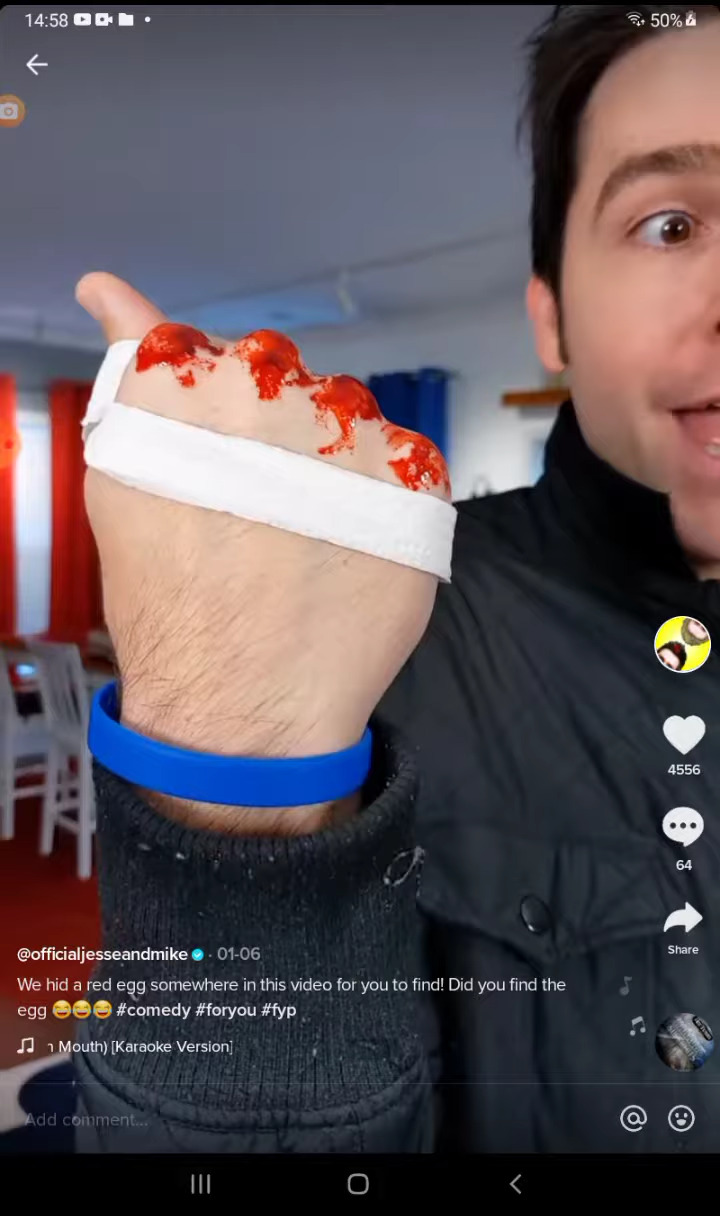 14:58
50%
4556
64
Share
@officialjesseandmike · 01-06
We hid a red egg somewhere in this video for you to find! Did you find the
egg 😂😂😂 #comedy #foryou #fyp
Mouth) [Karaoke Version]
Add comment...